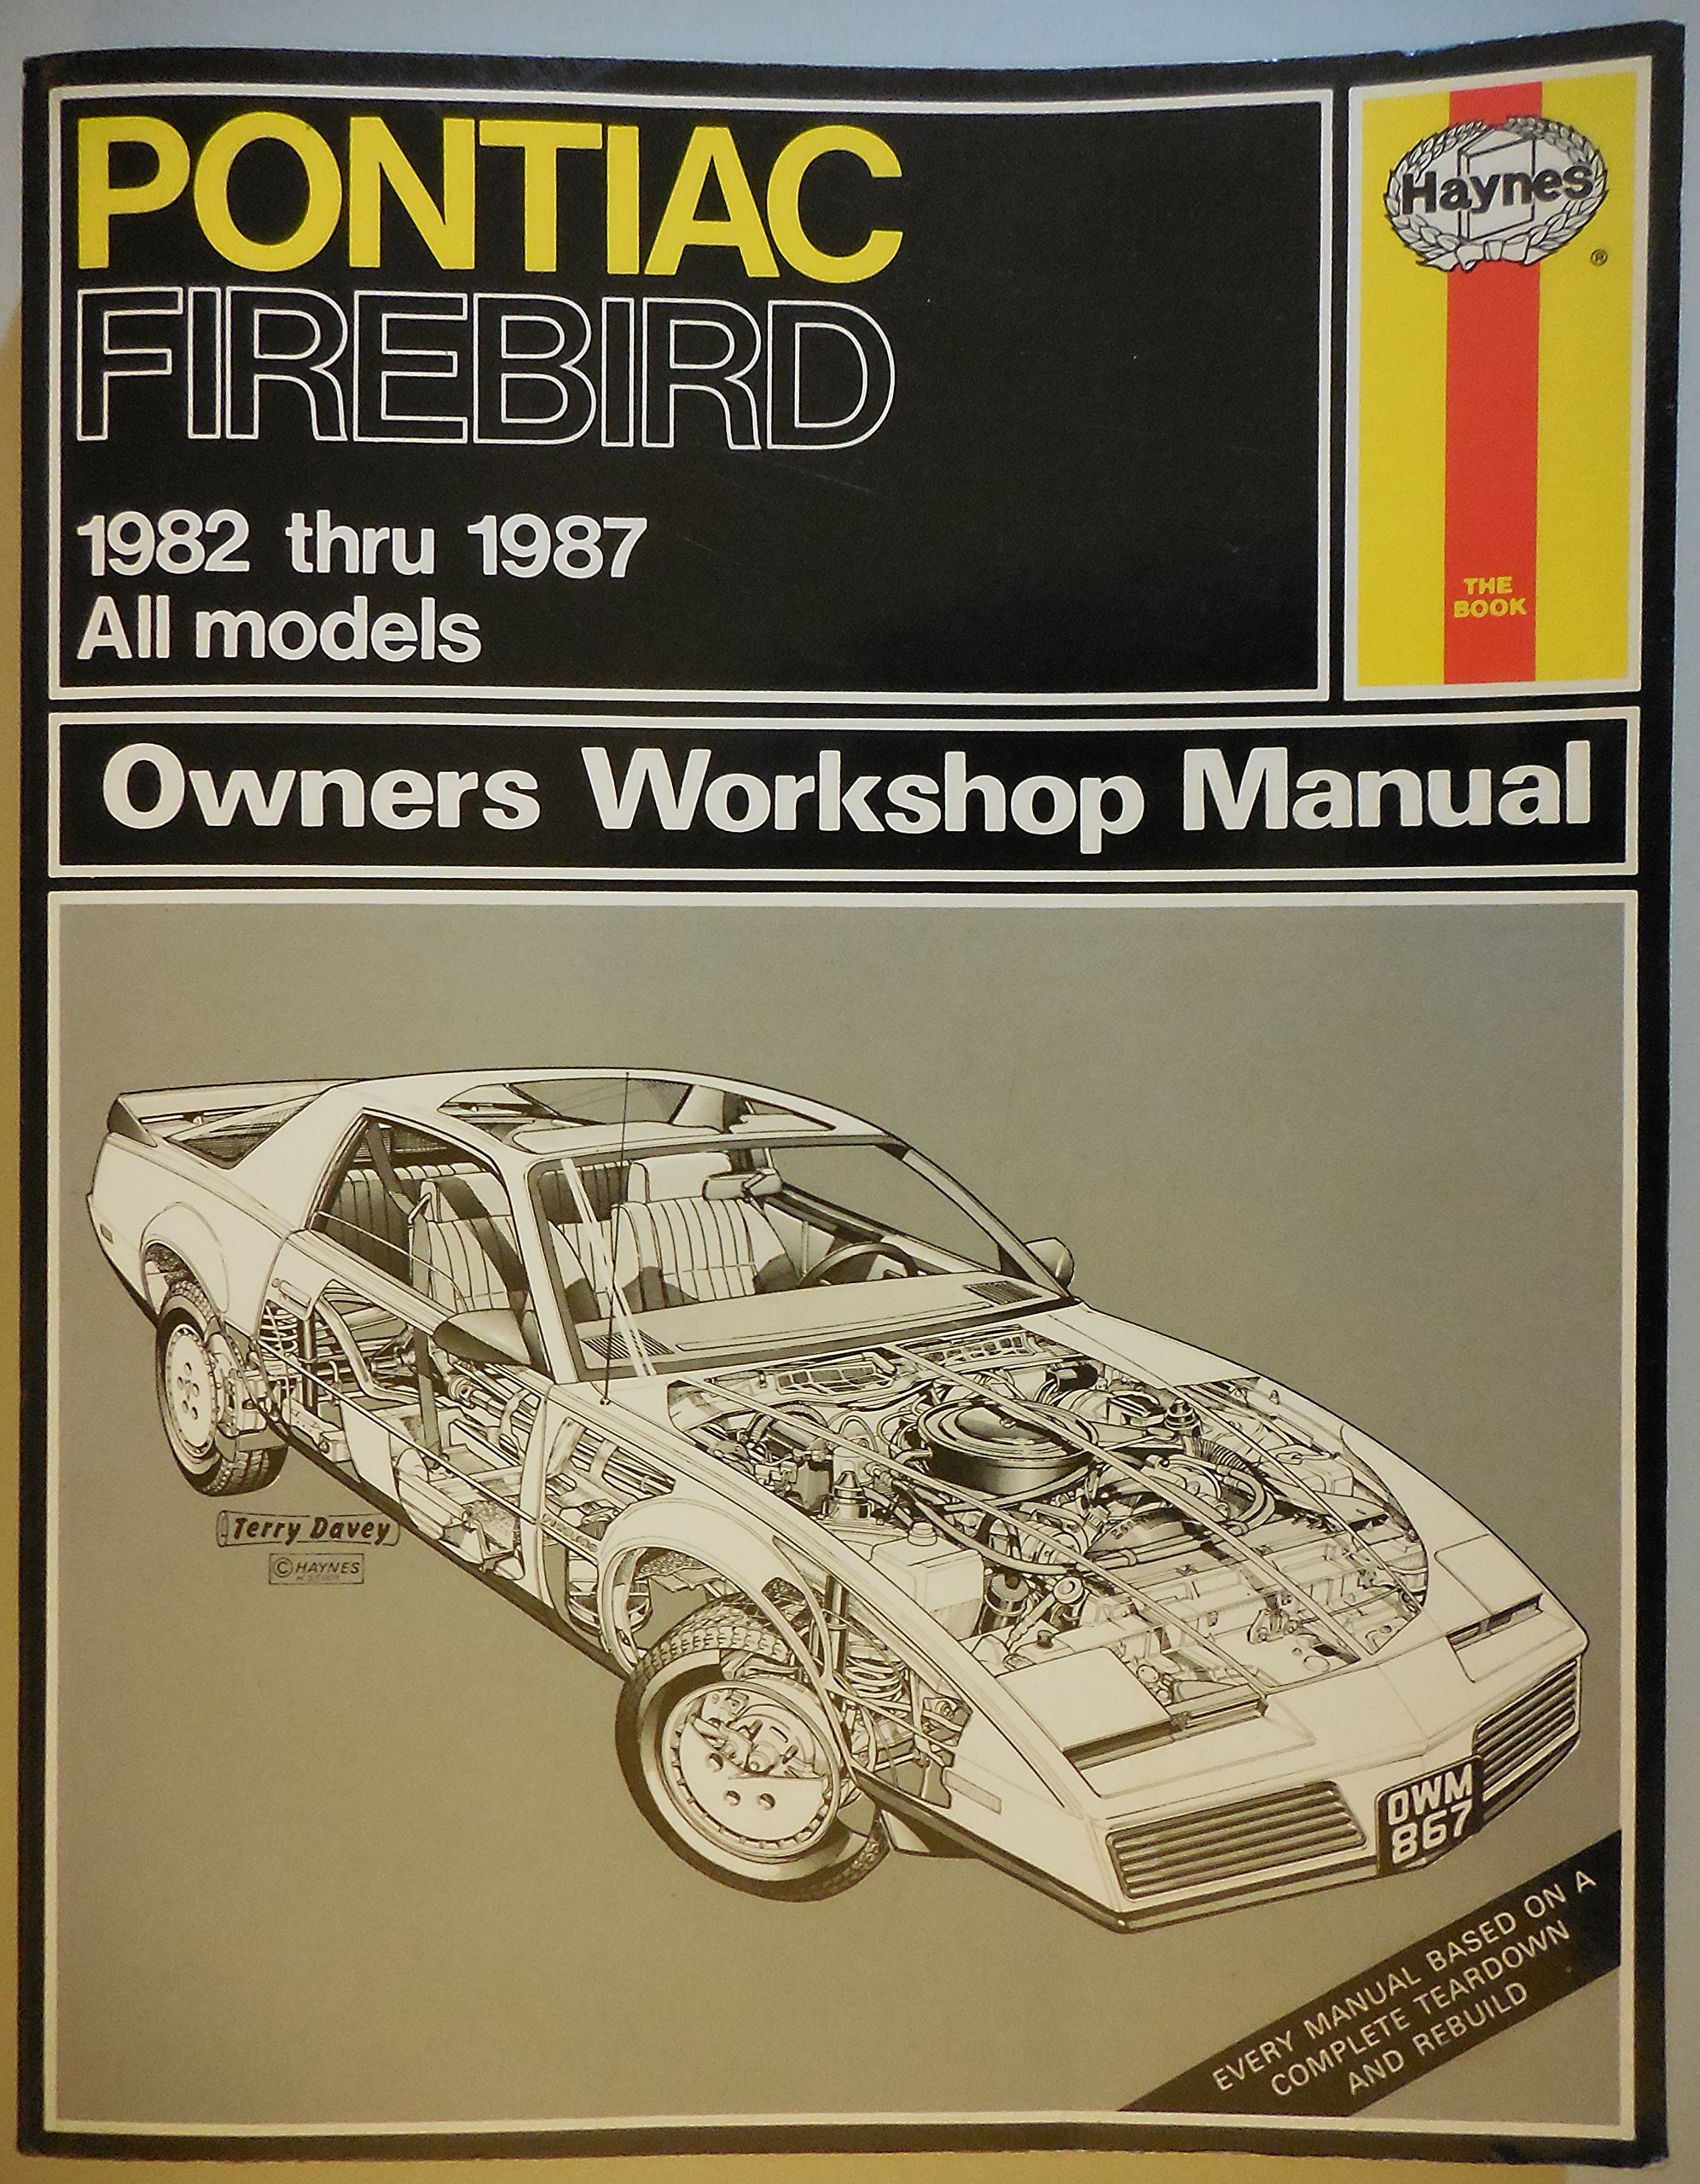 PONTIAC
FIREBIRD
1982 thru 1987
All models
Haynes
®
THE
BOOK
Owners Workshop Manual
Terry Davey
© HAYNES
OWM
867
EVERY MANUAL BASED ON A
COMPLETE TEARDOWN
AND REBUILD